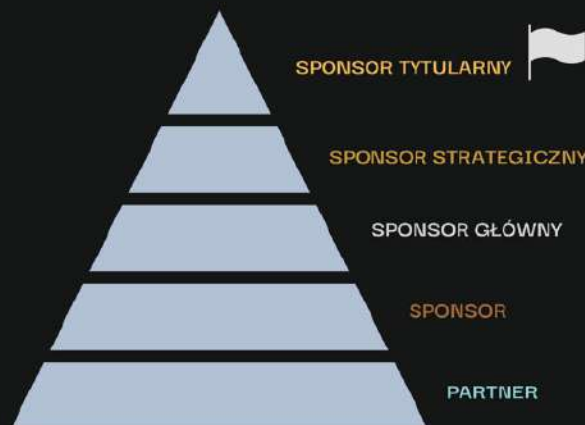 SPONSOR TYTULARNY
SPONSOR STRATEGICZNY
SPONSOR GŁÓWNY
SPONSOR
PARTNER